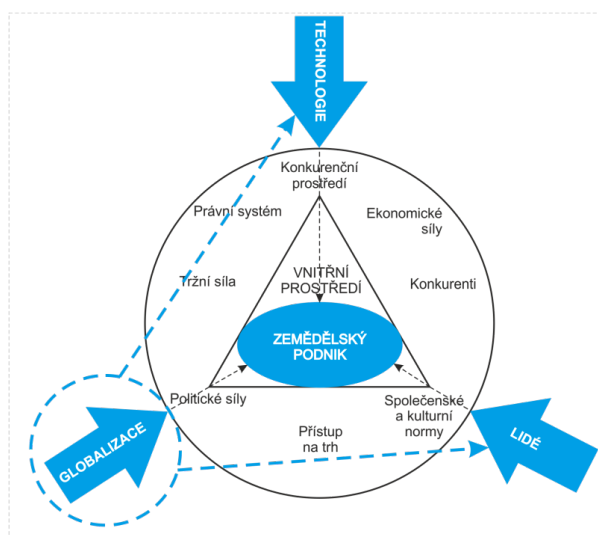 TECHNOLOGIE
Konkurenční
prostředí
Právní systém
Ekonomické
síly
Tržní síla
VNITŘNÍ
PROSTŘEDÍ
Konkurenti
ZEMĚDĚLSKÝ
PODNIK
Politické síly
Společenské
a kulturní
normy
Přístup
na trh
GLOBALIZACE
LIDÉ